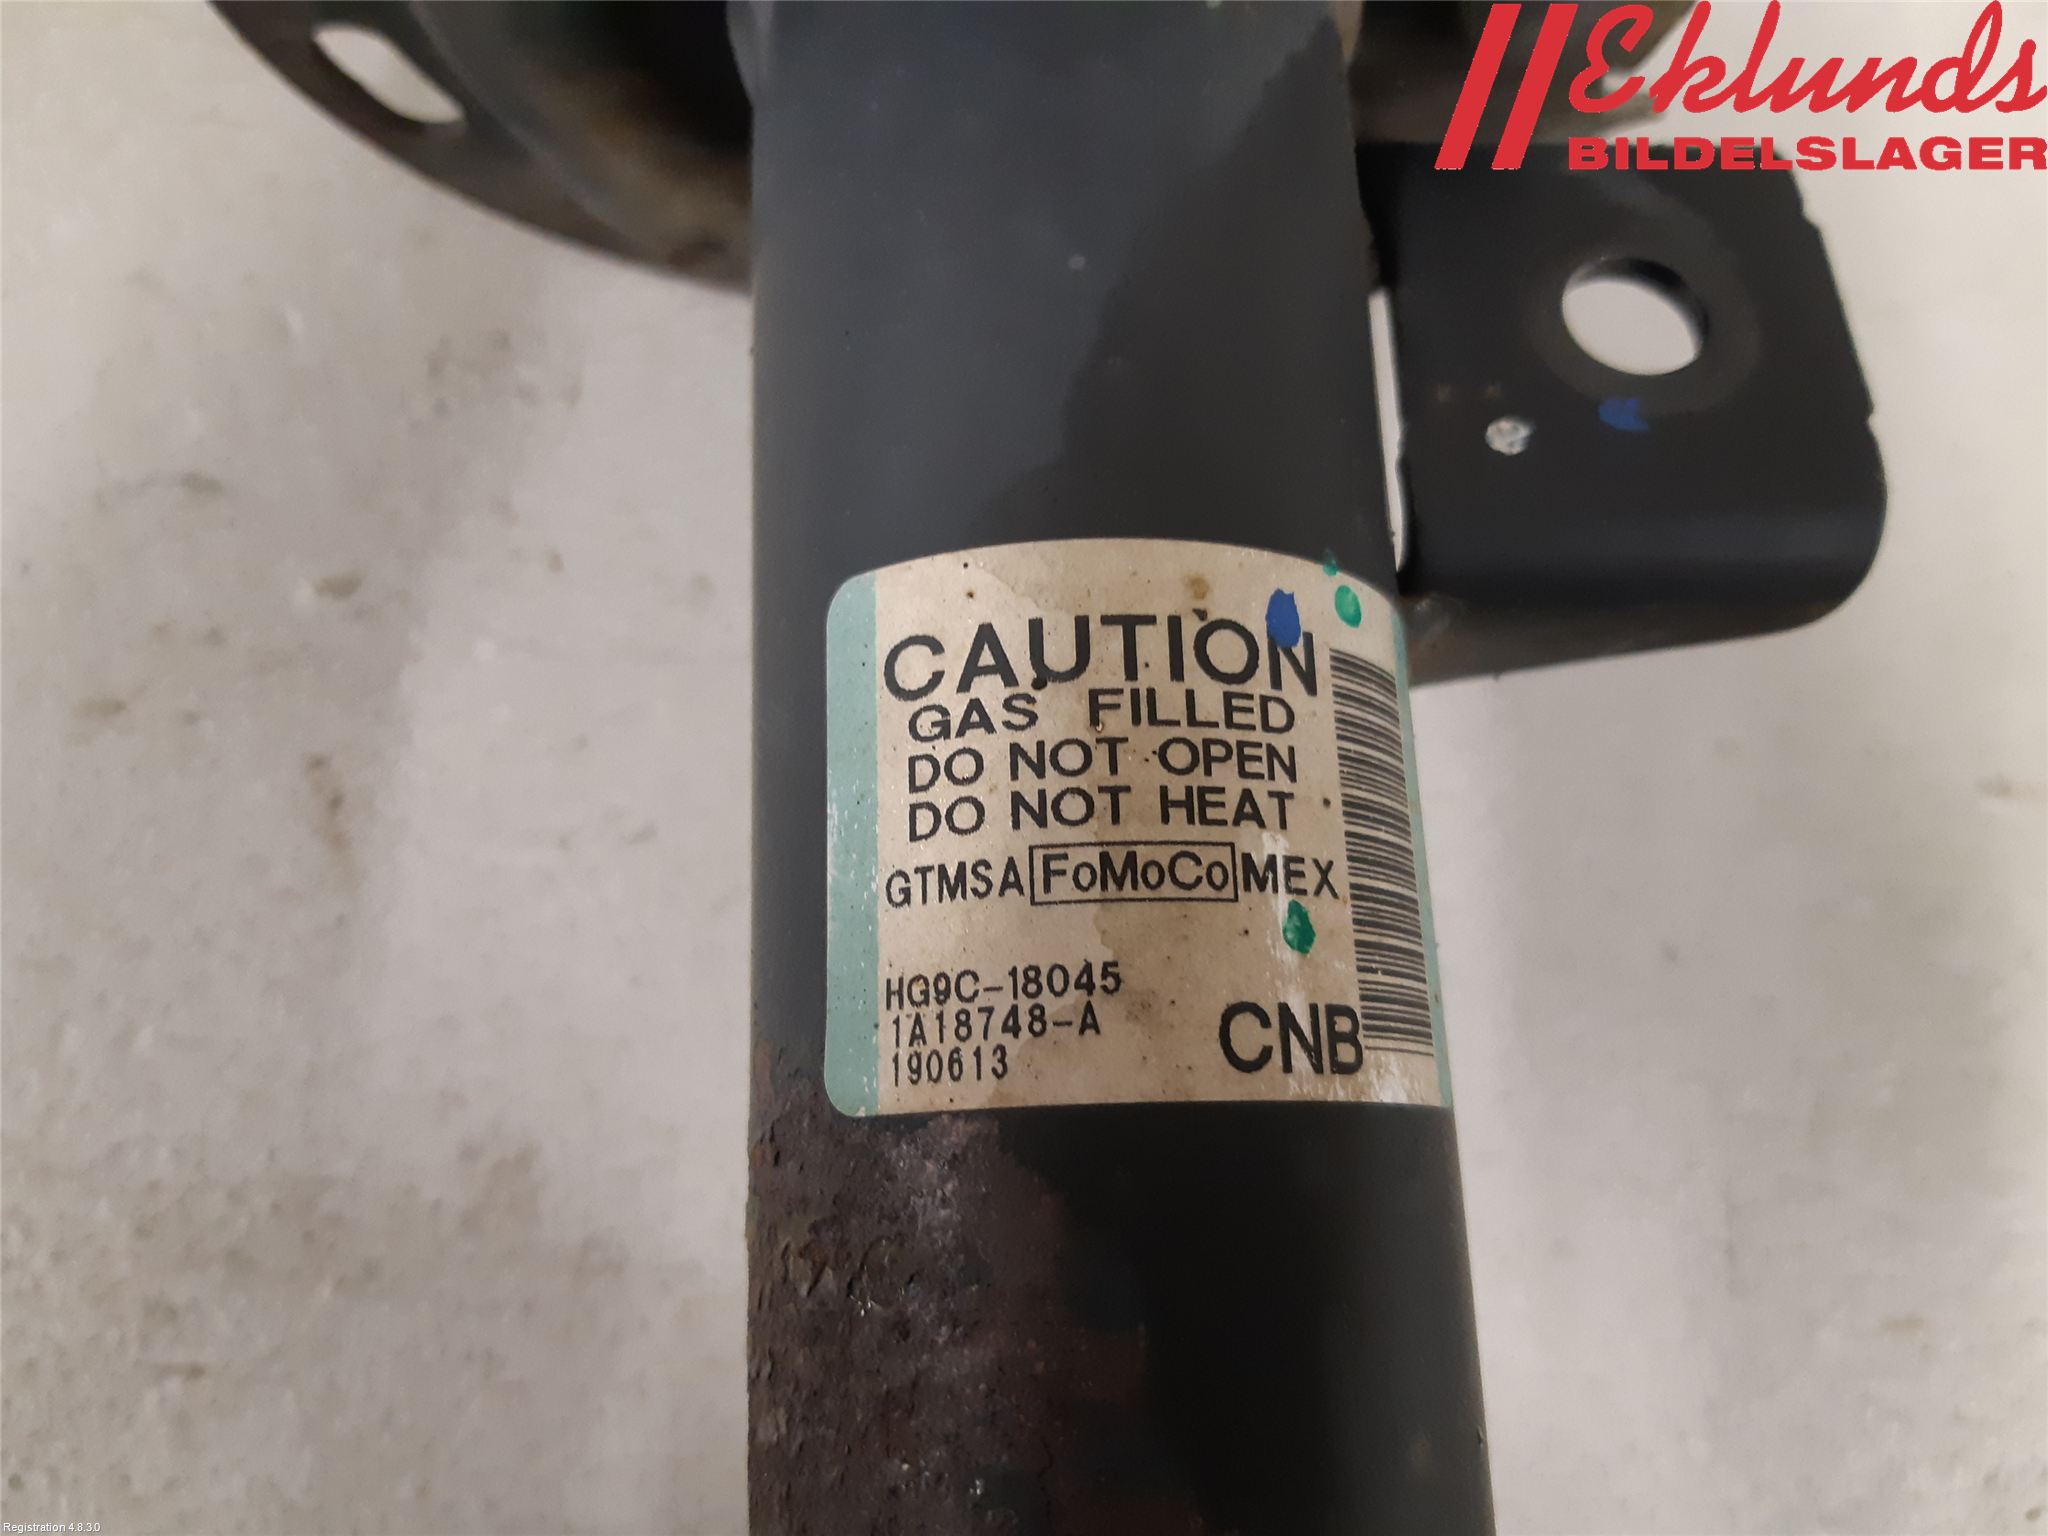 Eklunds
BILDELSLAGER
CAUTION
GAS FILLED
DO NOT OPEN
DO NOT HEAT
GTMSA FoMoCo MEX
HG9C-18045
1A18748-A
190613
CNB
Registration 4.8.3.0